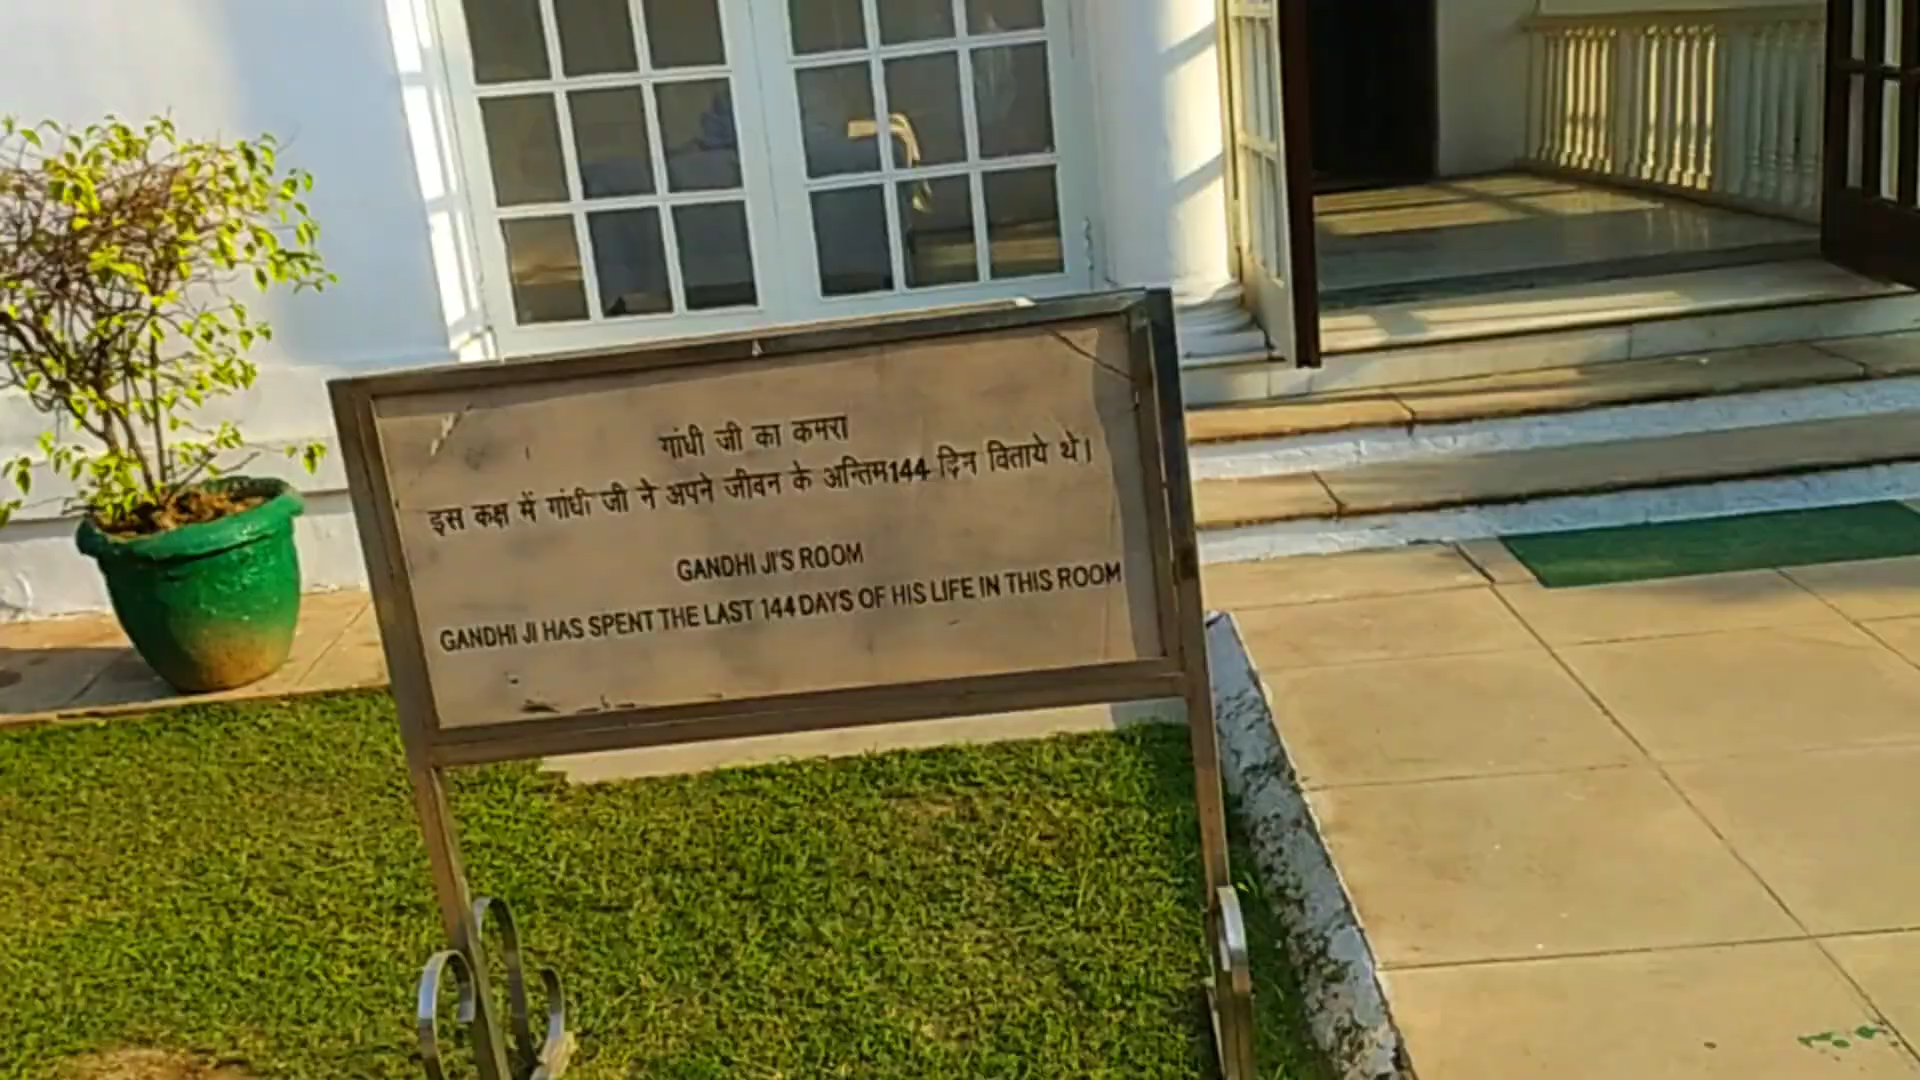 गांधी जी का कमरा
इस कक्ष में गांधी जी ने अपने जीवन के अन्तिम144 दिन विताये थे।
GANDHI JI'S ROOM
GANDHI JI HAS SPENT THE LAST 144 DAYS OF HIS LIFE IN THIS ROOM